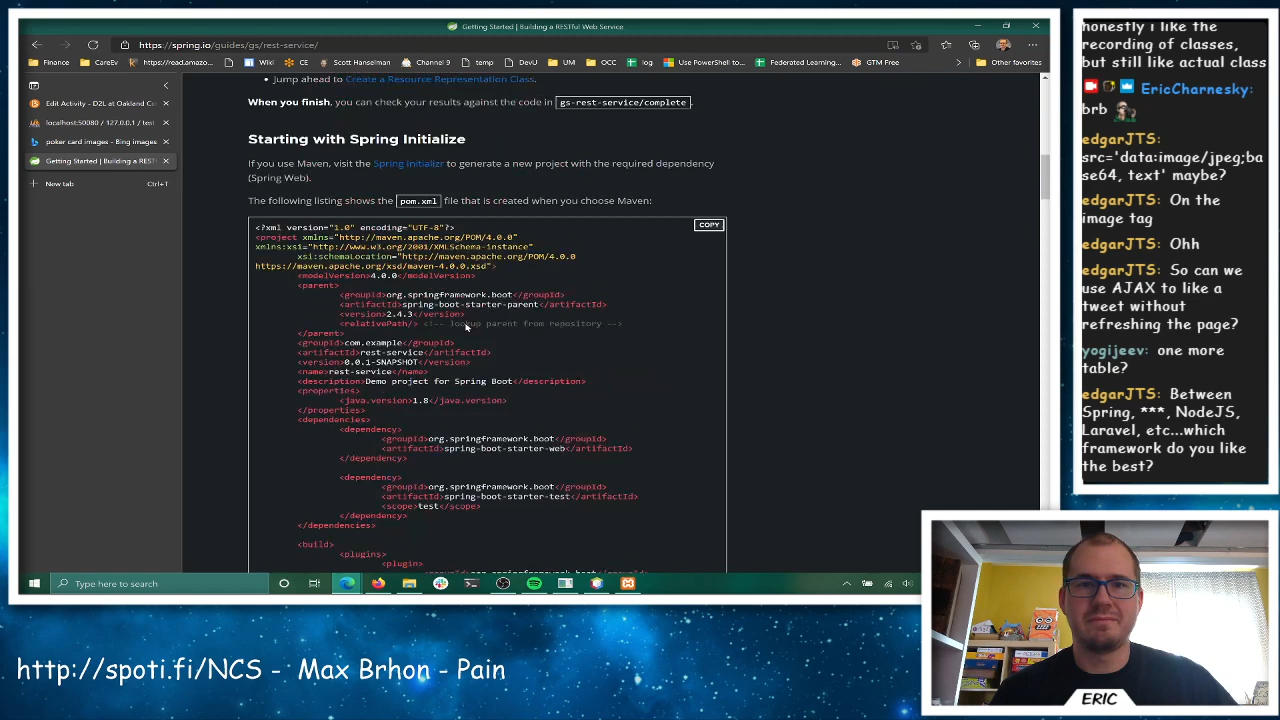 Getting Started | Building a RESTful Web Service
https://spring.io/guides/gs/rest-service/
Finance
CareEv
https://read.amazo...
Wiki
CE
Scott Hanselman
Channel 9
temp
DevU
UM
OCC
log
Use PowerShell to...
Federated Learning...
GTM Free
Other favorites
Edit Activity - D2L at Oakland Ca
localhost:50080 / 127.0.0.1 / test
poker card images - Bing images
Getting Started | Building a REST
New tab
Ctrl+T
Jump ahead to Create a Resource Representation Class.
When you finish, you can check your results against the code in gs-rest-service/complete.
Starting with Spring Initializr
If you use Maven, visit the Spring Initializr to generate a new project with the required dependency
(Spring Web).
The following listing shows the pom.xml file that is created when you choose Maven:
COPY
<?xml version="1.0" encoding="UTF-8"?>
<project xmlns="http://maven.apache.org/POM/4.0.0"
xmlns:xsi="http://www.w3.org/2001/XMLSchema-instance"
xsi:schemaLocation="http://maven.apache.org/POM/4.0.0
https://maven.apache.org/xsd/maven-4.0.0.xsd">
<modelVersion>4.0.0</modelVersion>
<parent>
<groupId>org.springframework.boot</groupId>
<artifactId>spring-boot-starter-parent</artifactId>
<version>2.4.3</version>
<relativePath/> <!-- lookup parent from repository -->
</parent>
<groupId>com.example</groupId>
<artifactId>rest-service</artifactId>
<version>0.0.1-SNAPSHOT</version>
<name>rest-service</name>
<description>Demo project for Spring Boot</description>
<properties>
<java.version>1.8</java.version>
</properties>
<dependencies>
<dependency>
<groupId>org.springframework.boot</groupId>
<artifactId>spring-boot-starter-web</artifactId>
</dependency>
<dependency>
<groupId>org.springframework.boot</groupId>
<artifactId>spring-boot-starter-test</artifactId>
<scope>test</scope>
</dependency>
</dependencies>
<build>
<plugins>
<plugin>
Type here to search
honestly i like the
recording of classes,
but still like actual class
EricCharnesky:
brb
edgarJTS:
src='data:image/jpeg;ba
se64, text' maybe?
edgarJTS: On the
image tag
edgarJTS: Ohh
edgarJTS: So can we
use AJAX to like a
tweet without
refreshing the page?
yogijeev: one more
table?
edgarJTS: Between
Spring, ***, NodeJS,
Laravel, etc...which
framework do you like
the best?
ERIC
http://spoti.fi/NCS - Max Brhon - Pain